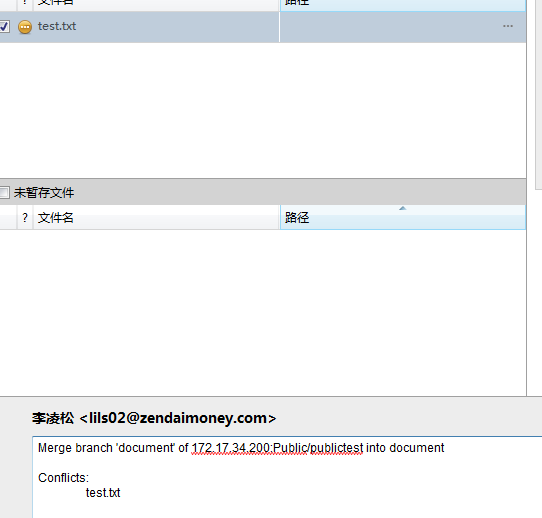 ? 文件名 路径
test.txt ...
未暂存文件
? 文件名 路径
李凌松 <lils02@zendaimoney.com>
Merge branch 'document' of 172.17.34.200:Public/publictest into document
Conflicts:
test.txt